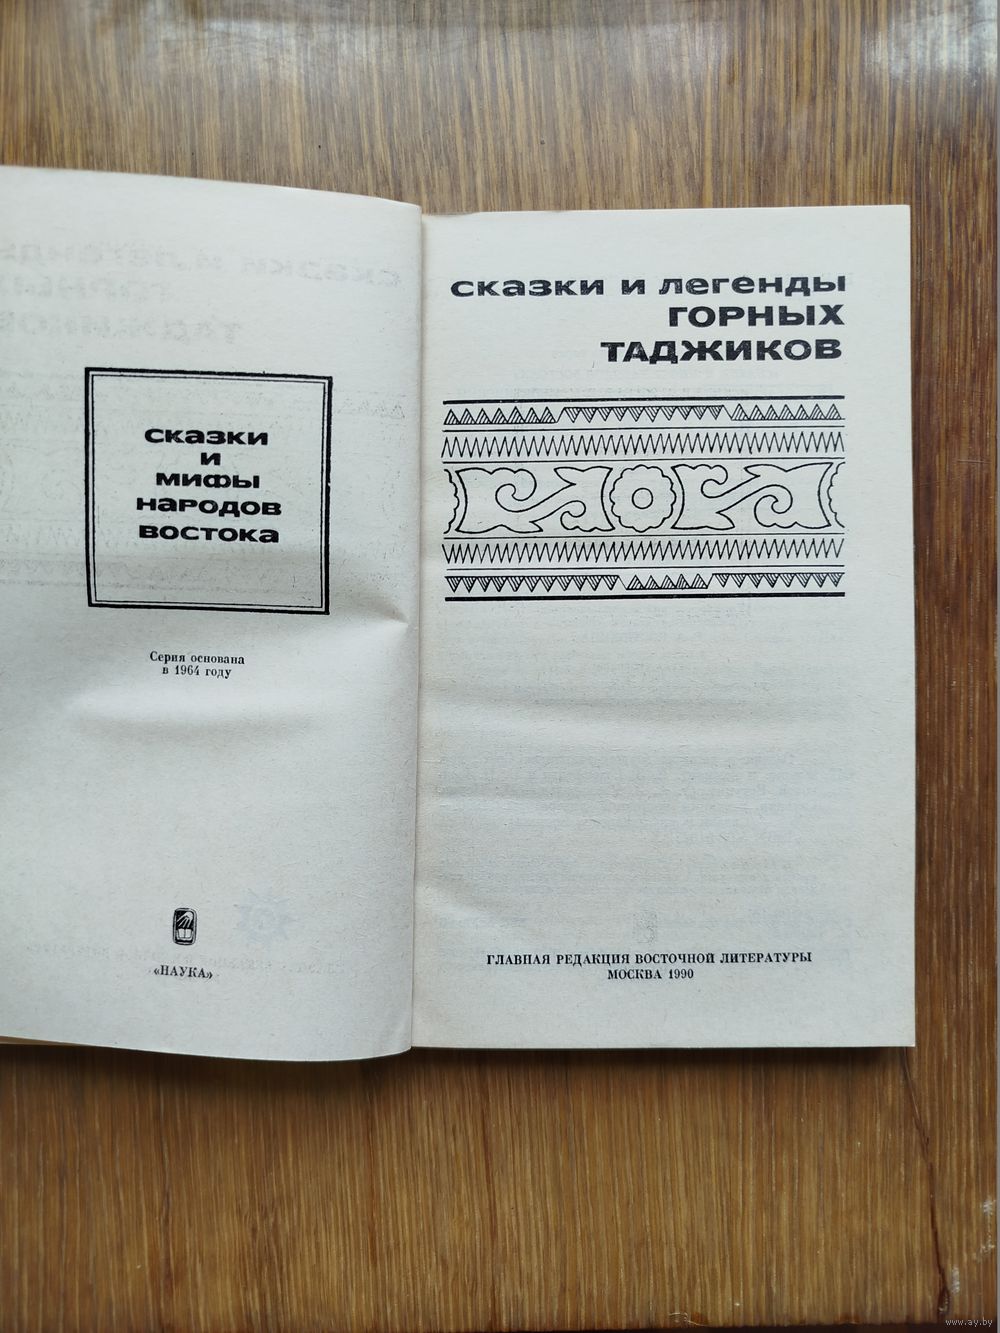 сказки
и
мифы
народов
востока
Серия основана
в 1964 году
«НАУКА»
сказки и легенды
ГОРНЫХ
ТАДЖИКОВ
ГЛАВНАЯ РЕДАКЦИЯ ВОСТОЧНОЙ ЛИТЕРАТУРЫ
МОСКВА 1990
www.ay.by